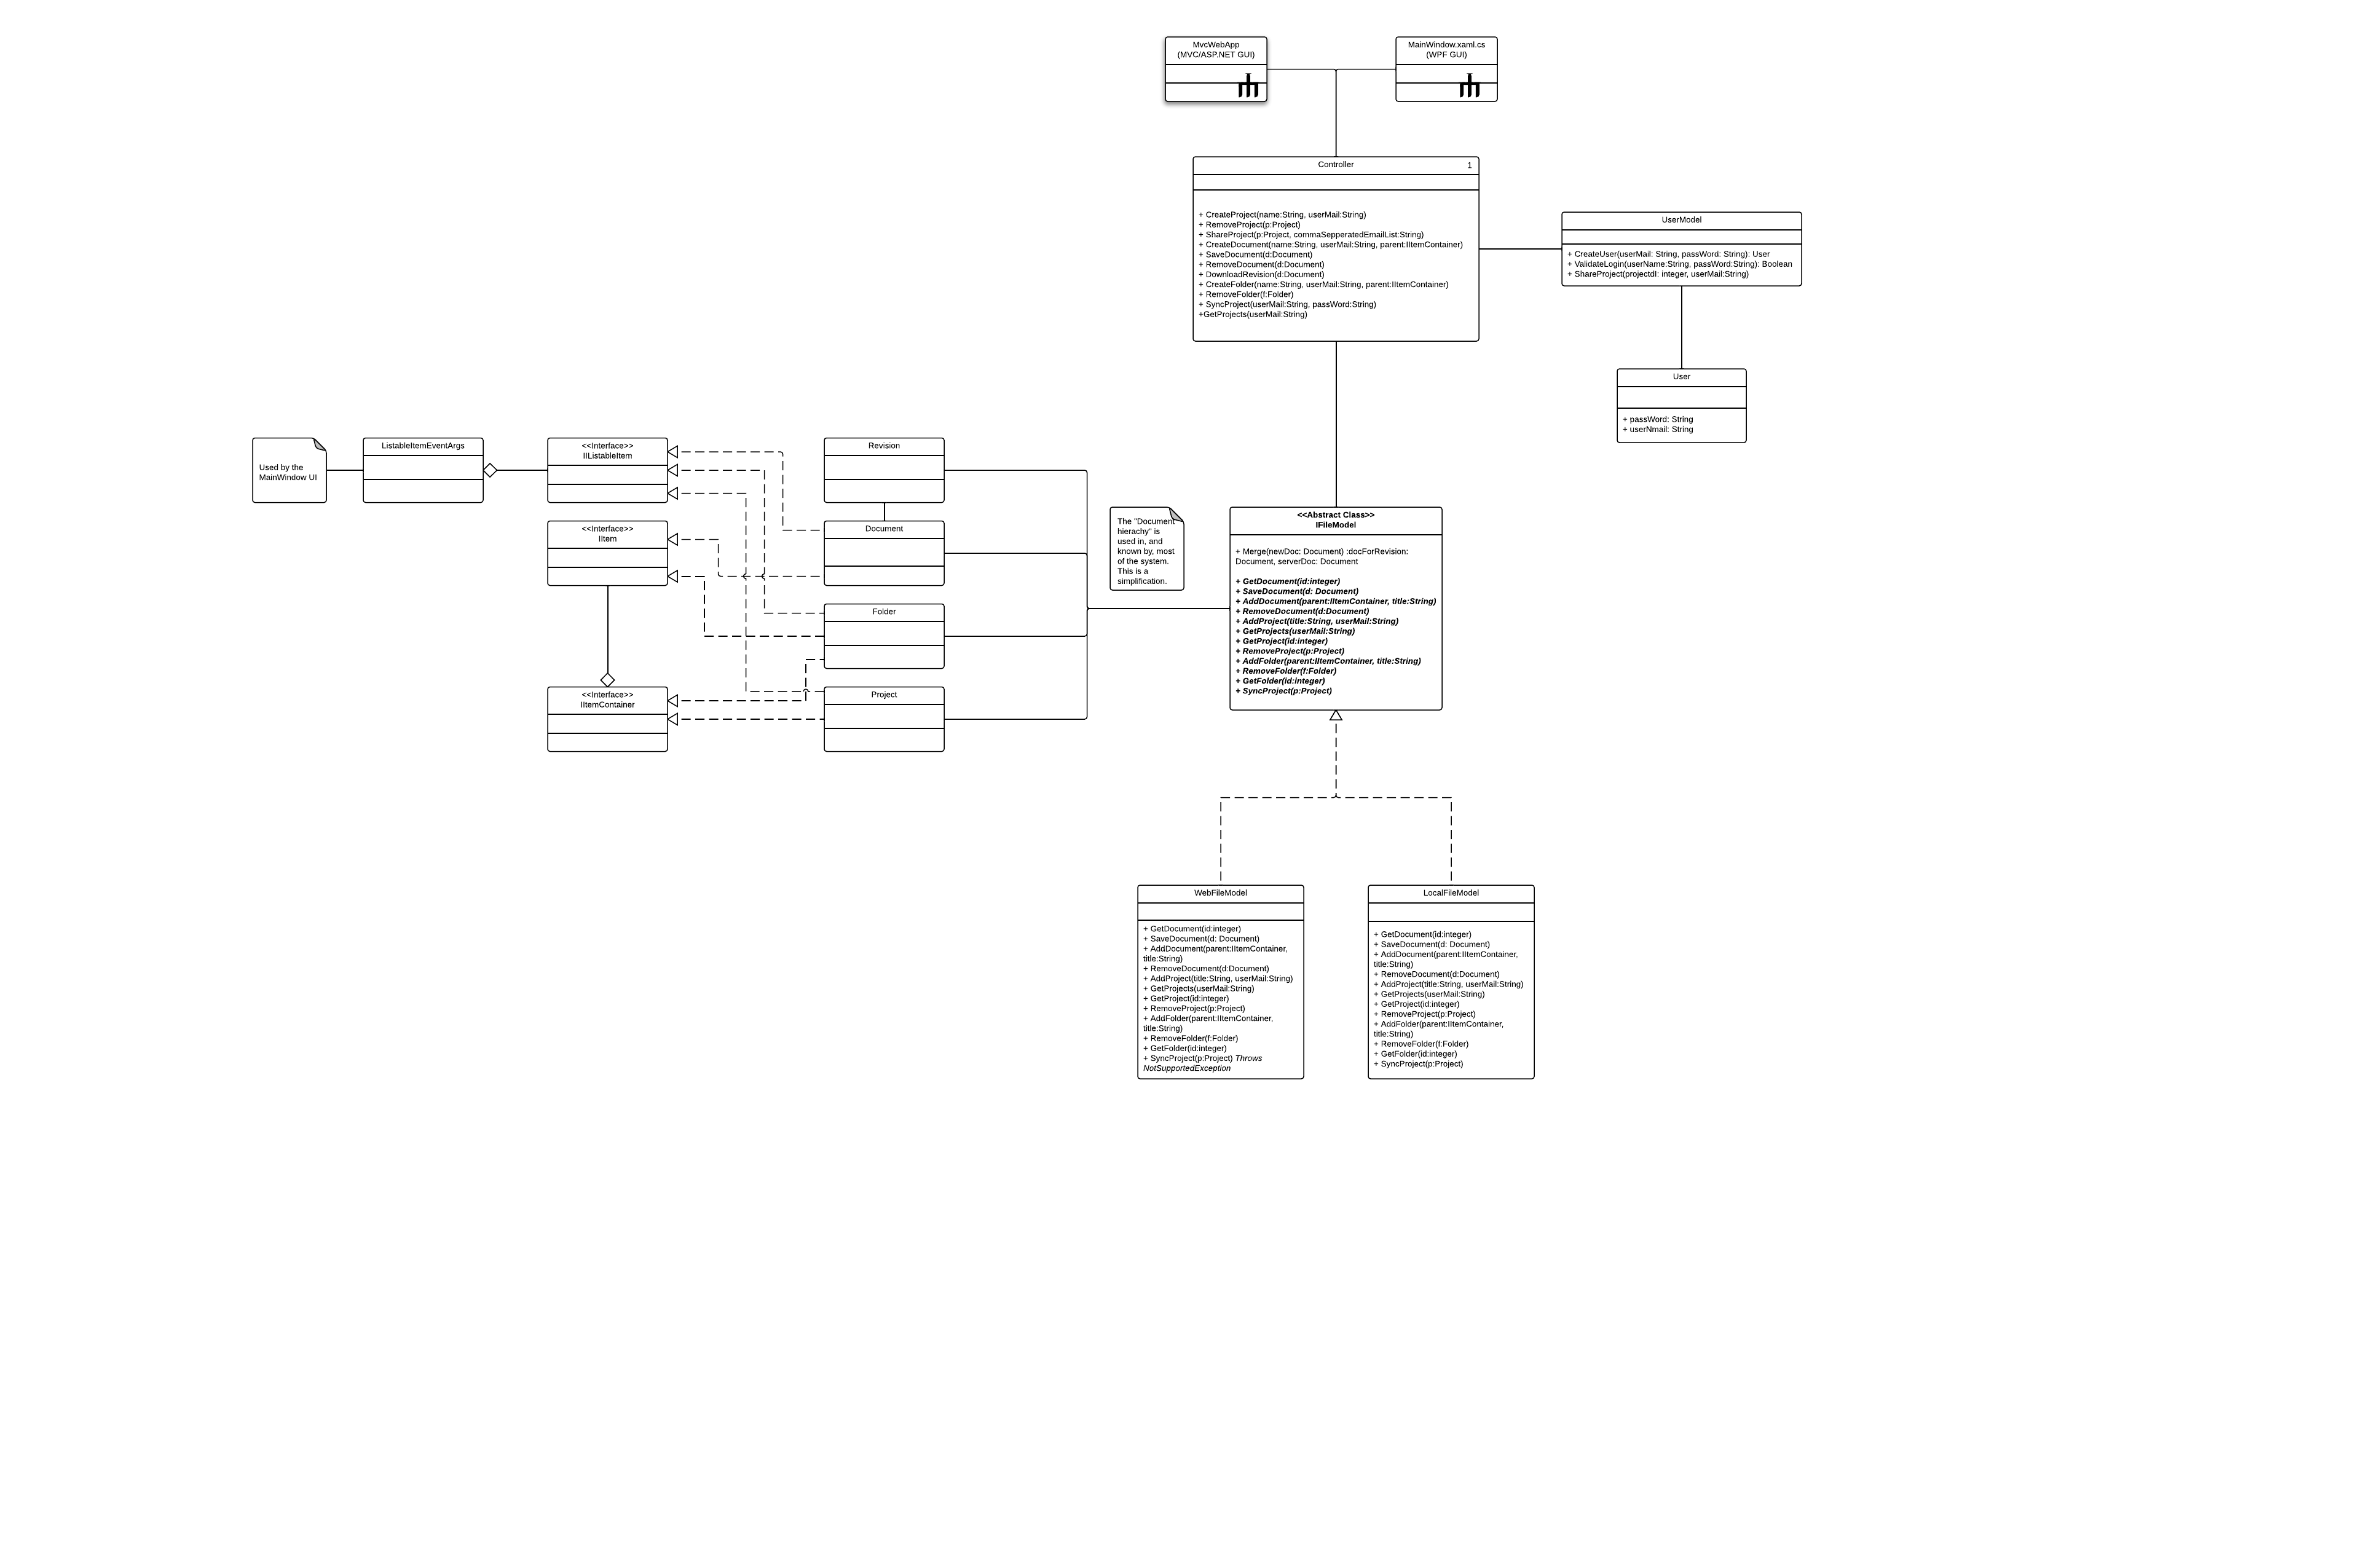 MvcWebApp
(MVC/ASP.NET GUI)
MainWindow.xaml.cs
(WPF GUI)
Controller
1
+ CreateProject(name:String, userMail:String)
+ RemoveProject(p:Project)
+ ShareProject(p:Project, commaSepperatedEmailList:String)
+ CreateDocument(name:String, userMail:String, parent:IItemContainer)
+ SaveDocument(d:Document)
+ RemoveDocument(d:Document)
+ DownloadRevision(d:Document)
+ CreateFolder(name:String, userMail:String, parent:IItemContainer)
+ RemoveFolder(f:Folder)
+ SyncProject(userMail:String, passWord:String)
+GetProjects(userMail:String)
UserModel
+ CreateUser(userMail: String, passWord: String): User
+ ValidateLogin(userName:String, passWord:String): Boolean
+ ShareProject(projectdI: integer, userMail:String)
User
+ passWord: String
+ userNmail: String
Used by the
MainWindow UI
ListableItemEventArgs
<<Interface>>
IIListableItem
Revision
<<Interface>>
IItem
Document
Folder
<<Interface>>
IItemContainer
Project
The "Document
hierachy" is
used in, and
known by, most
of the system.
This is a
simplification.
<<Abstract Class>>
IFileModel
+ Merge(newDoc: Document) :docForRevision:
Document, serverDoc: Document
+ GetDocument(id:integer)
+ SaveDocument(d: Document)
+ AddDocument(parent:IItemContainer, title:String)
+ RemoveDocument(d:Document)
+ AddProject(title:String, userMail:String)
+ GetProjects(userMail:String)
+ GetProject(id:integer)
+ RemoveProject(p:Project)
+ AddFolder(parent:IItemContainer, title:String)
+ RemoveFolder(f:Folder)
+ GetFolder(id:integer)
+ SyncProject(p:Project)
WebFileModel
+ GetDocument(id:integer)
+ SaveDocument(d: Document)
+ AddDocument(parent:IItemContainer,
title:String)
+ RemoveDocument(d:Document)
+ AddProject(title:String, userMail:String)
+ GetProjects(userMail:String)
+ GetProject(id:integer)
+ RemoveProject(p:Project)
+ AddFolder(parent:IItemContainer,
title:String)
+ RemoveFolder(f:Folder)
+ GetFolder(id:integer)
+ SyncProject(p:Project) Throws
NotSupportedException
LocalFileModel
+ GetDocument(id:integer)
+ SaveDocument(d: Document)
+ AddDocument(parent:IItemContainer,
title:String)
+ RemoveDocument(d:Document)
+ AddProject(title:String, userMail:String)
+ GetProjects(userMail:String)
+ GetProject(id:integer)
+ RemoveProject(p:Project)
+ AddFolder(parent:IItemContainer,
title:String)
+ RemoveFolder(f:Folder)
+ GetFolder(id:integer)
+ SyncProject(p:Project)